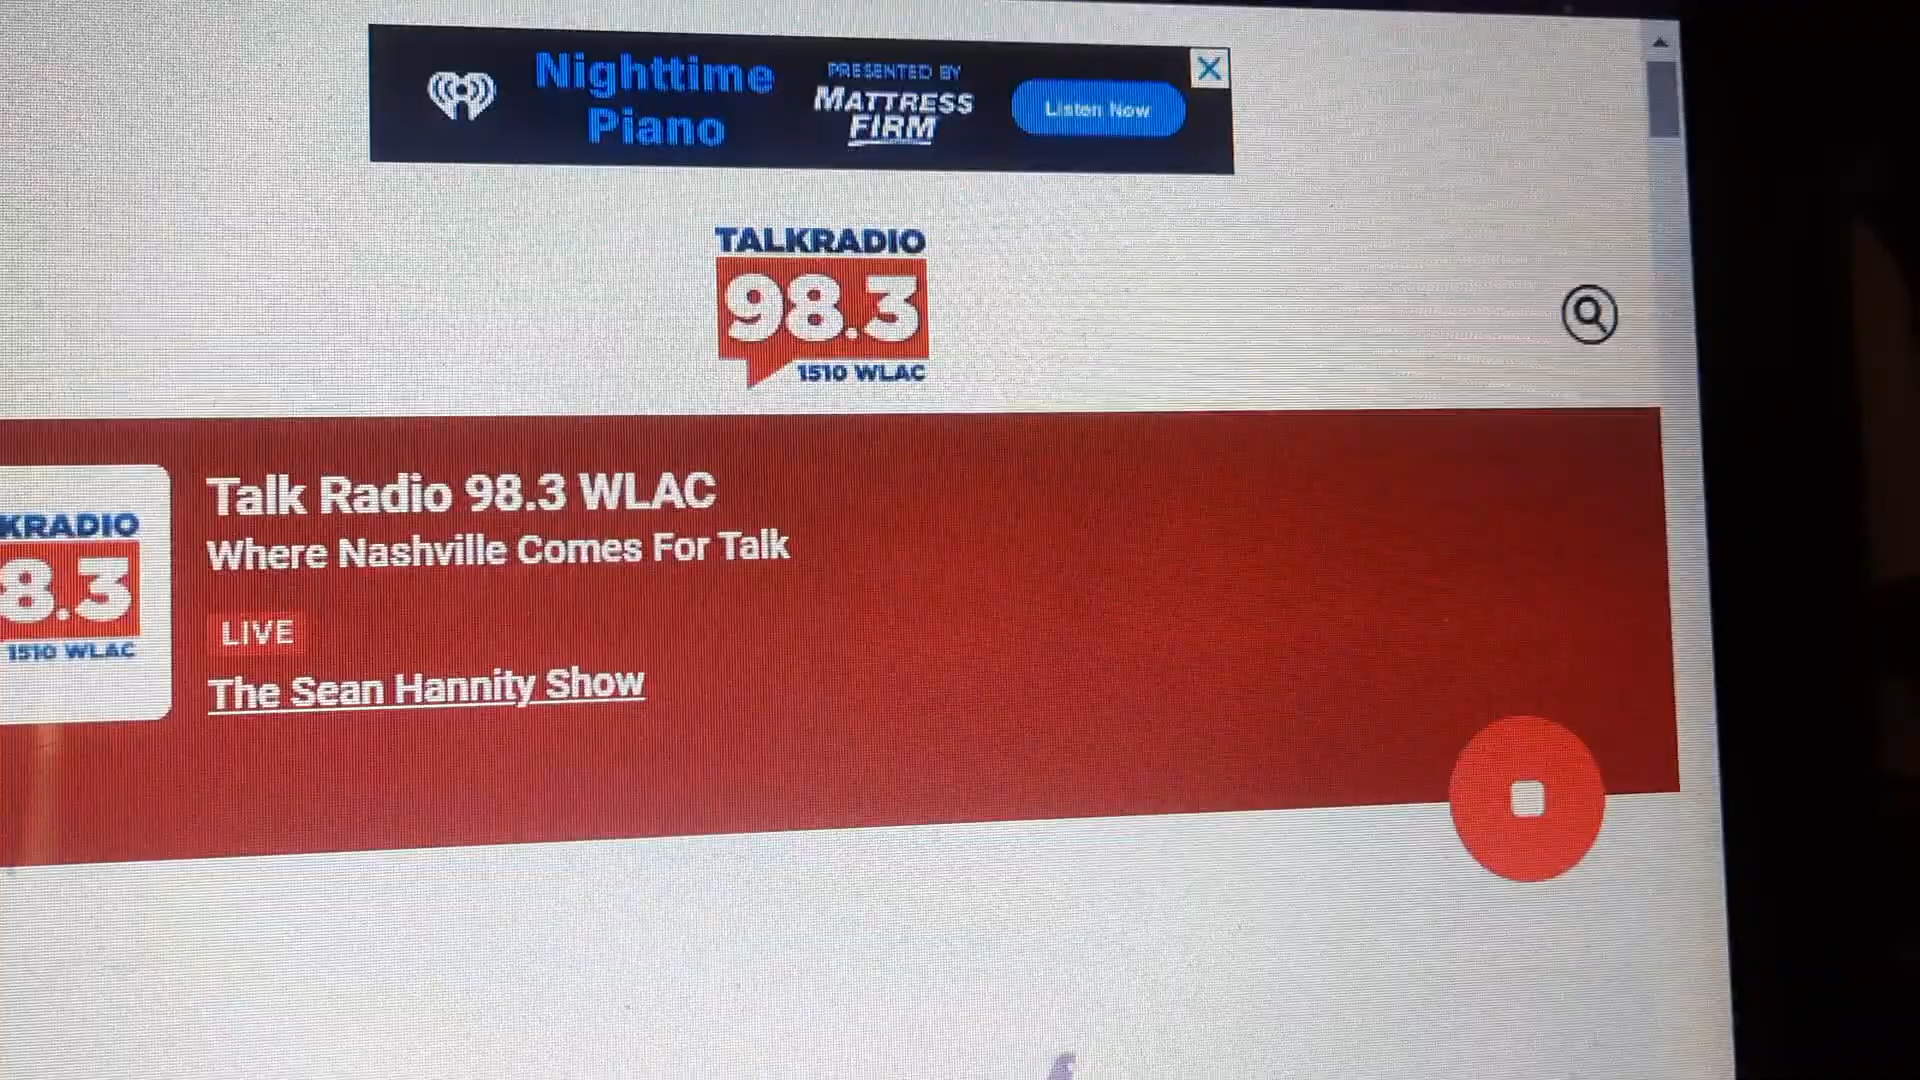 Nighttime
Piano
PRESENTED BY
MATTRESS
FIRM
Listen Now
TALKRADIO
98.3
1510 WLAC
KRADIO
8.3
1510 WLAC
Talk Radio 98.3 WLAC
Where Nashville Comes For Talk
LIVE
The Sean Hannity Show